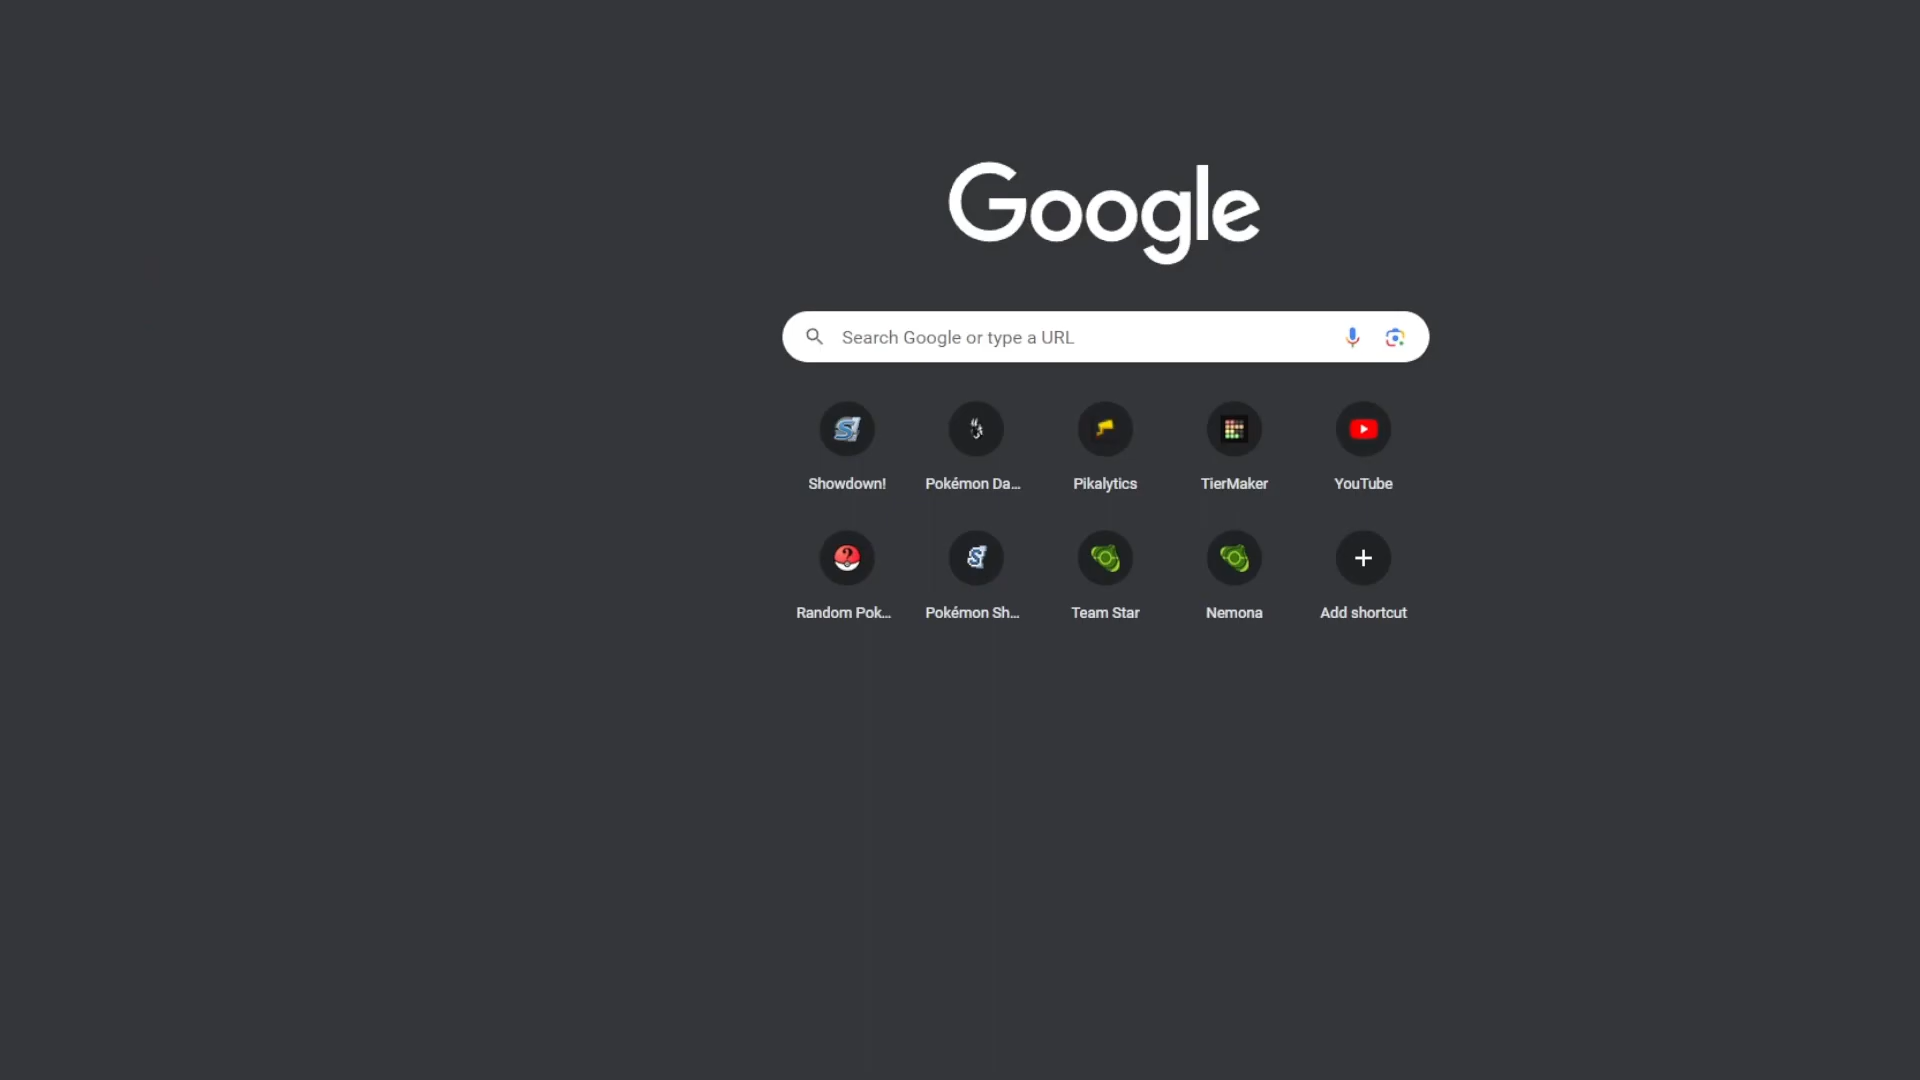 Google
Search Google or type a URL
Showdown!
Pokémon Da...
Pikalytics
TierMaker
YouTube
Random Pok...
Pokémon Sh...
Team Star
Nemona
Add shortcut